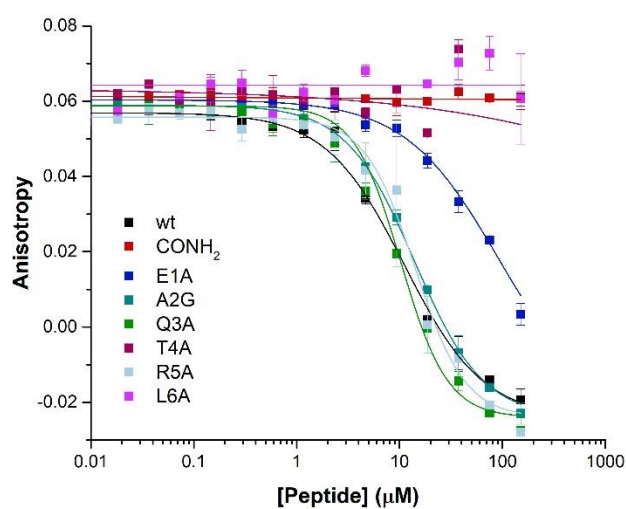 0.08
0.06
0.04
0.02
0.00
-0.02
Anisotropy
wt
CONH2
E1A
A2G
Q3A
T4A
R5A
L6A
0.01 0.1 1 10 100 1000
[Peptide] (μM)